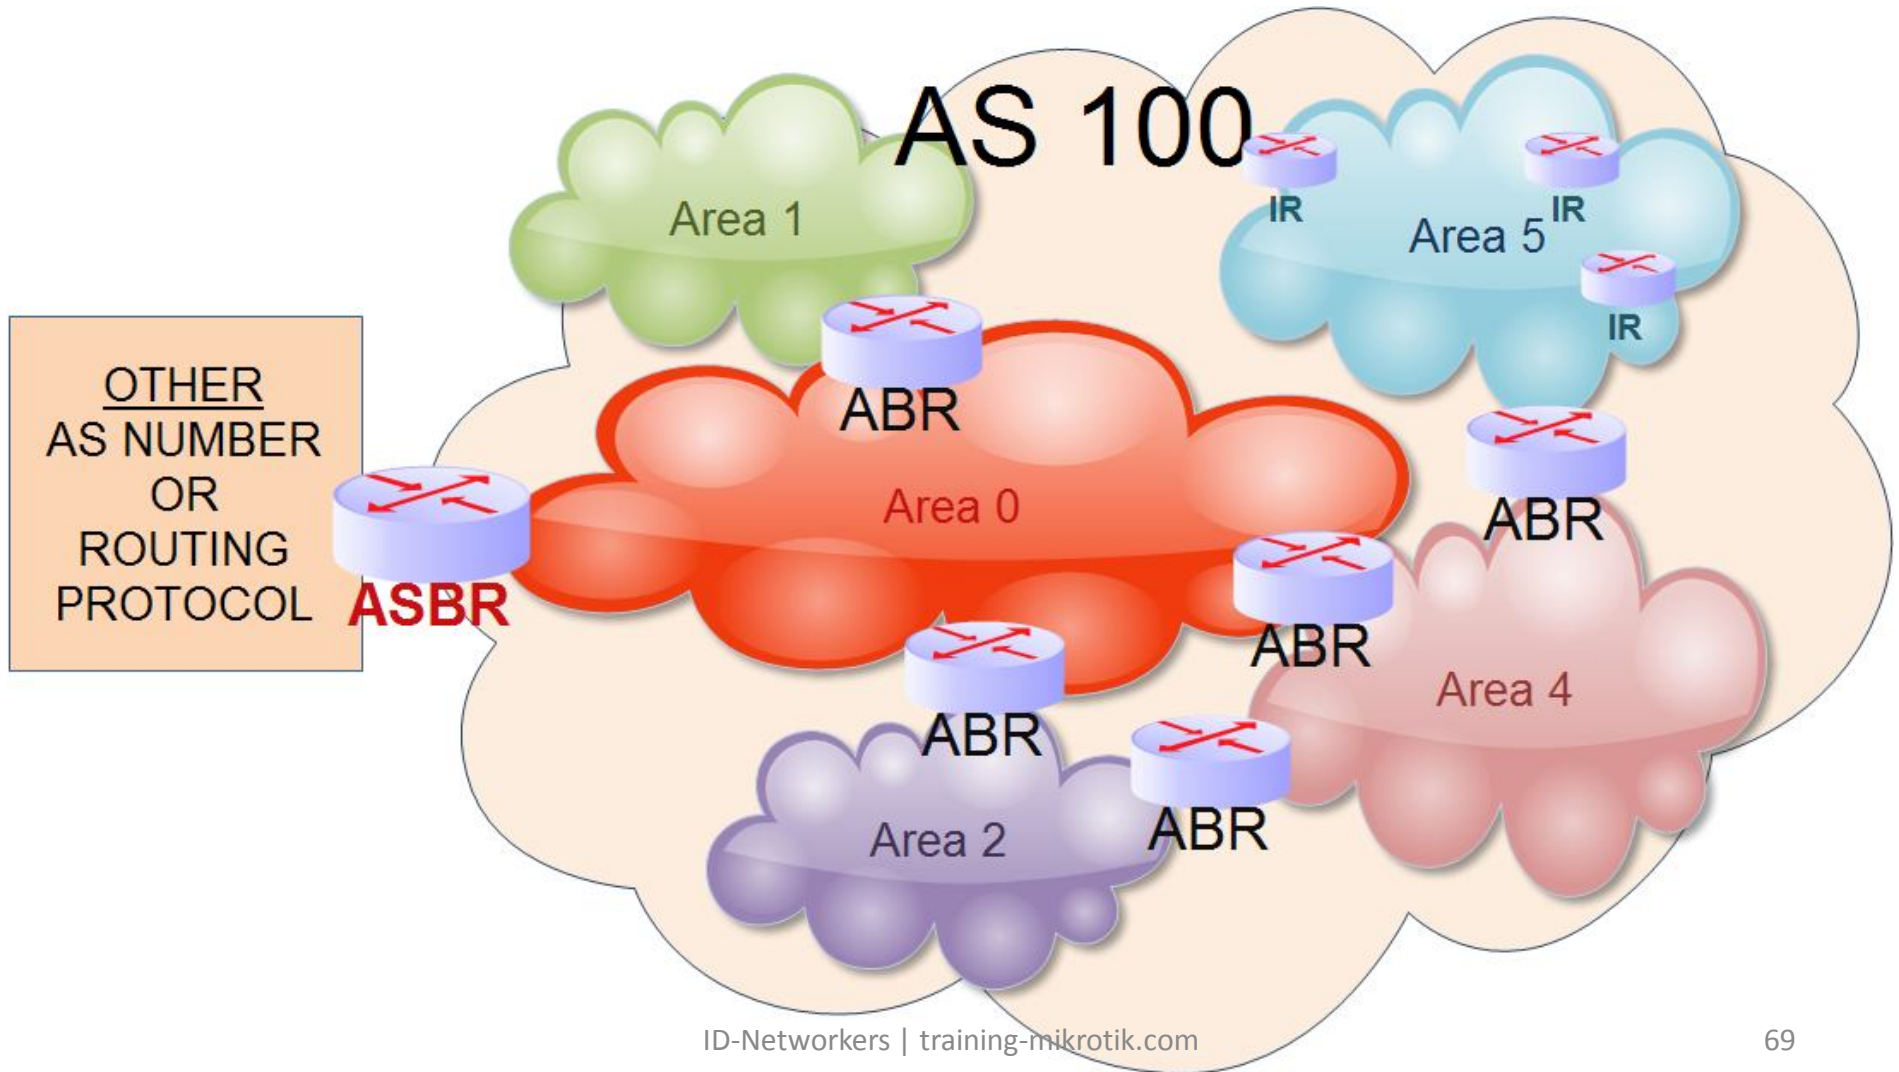 AS 100
Area 1
IR
IR
Area 5
IR
ABR
OTHER
AS NUMBER
OR
ROUTING
PROTOCOL
ASBR
Area 0
ABR
ABR
ABR
Area 4
ABR
Area 2
ID-Networkers | training-mikrotik.com
69